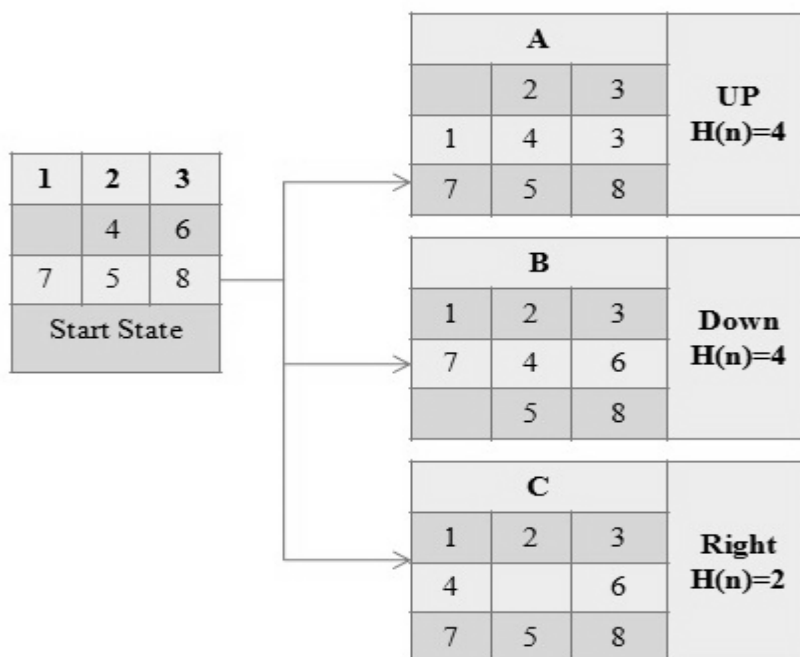 1 2 3
4 6
7 5 8
Start State
A
2 3
1 4 3
7 5 8
UP
H(n)=4
B
1 2 3
7 4 6
5 8
Down
H(n)=4
C
1 2 3
4 6
7 5 8
Right
H(n)=2